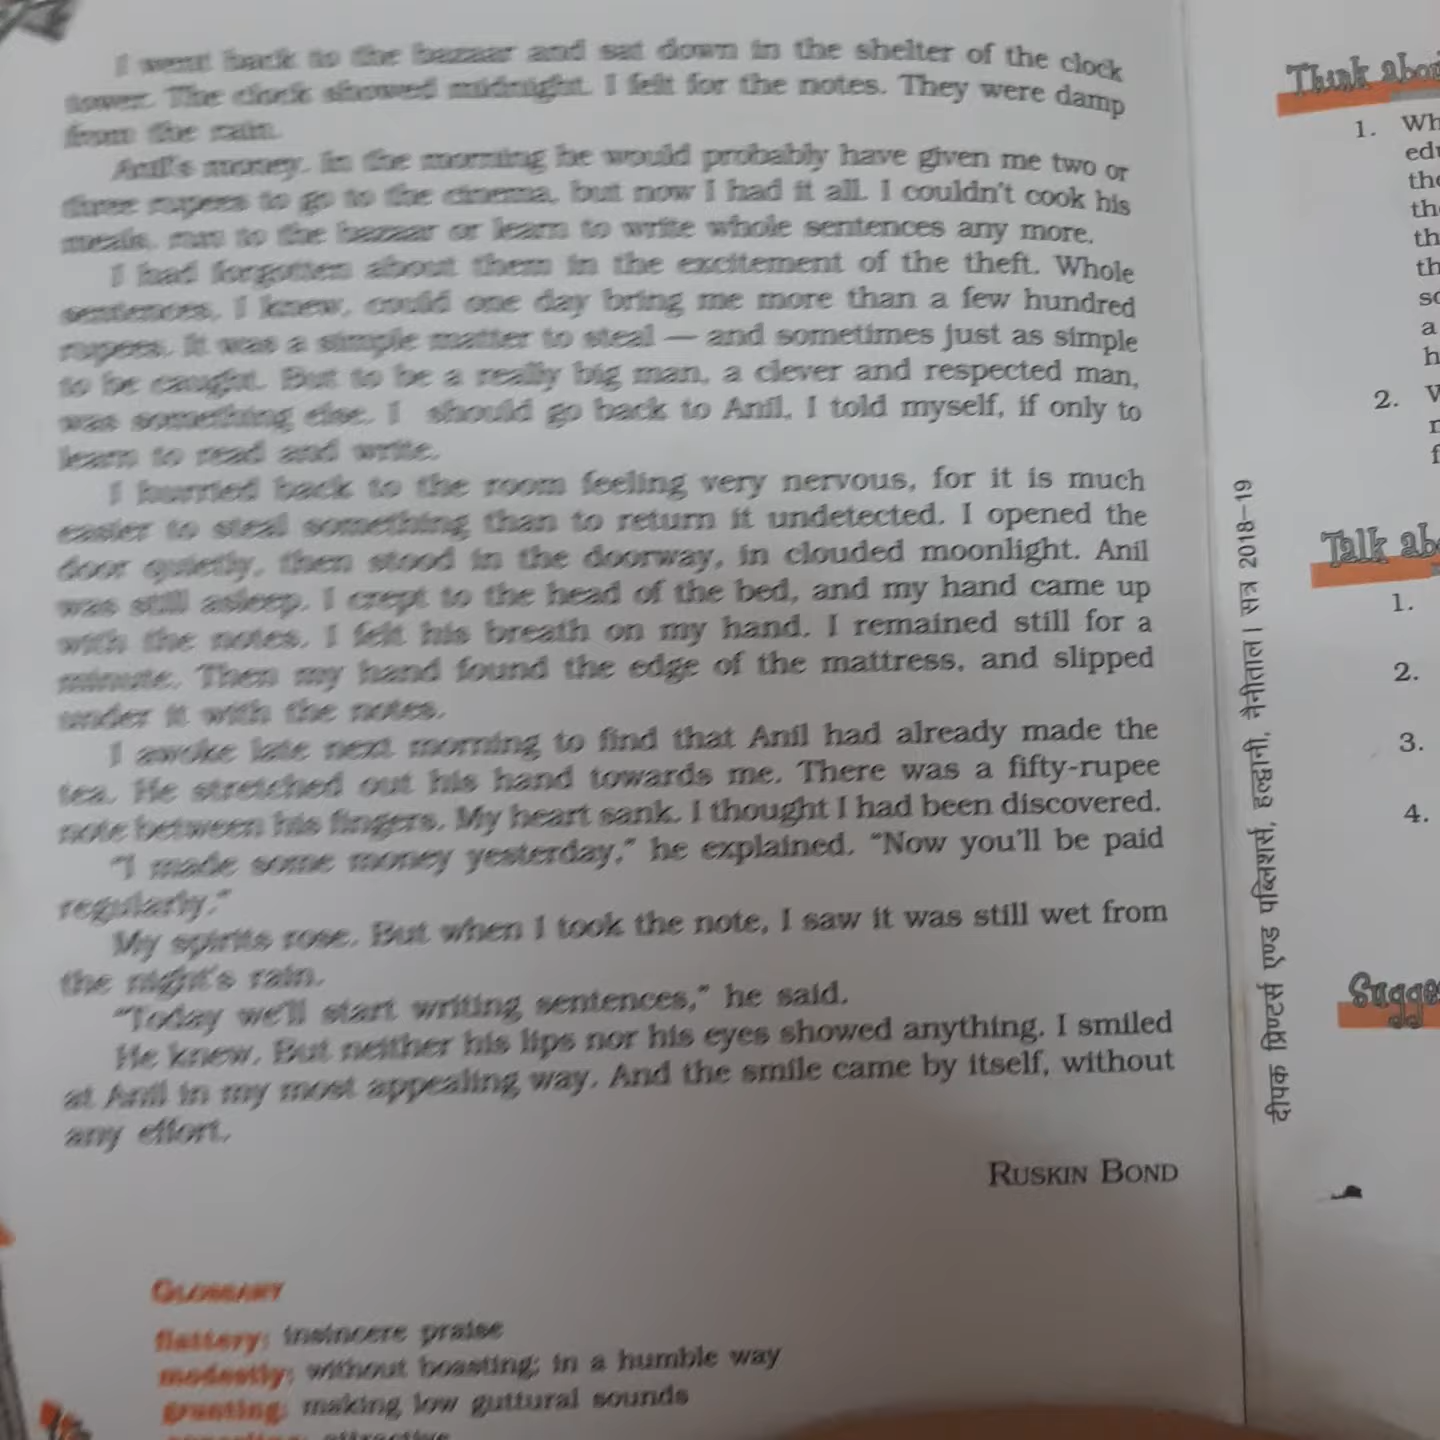 I went back to the bazaar and sat down in the shelter of the clock
tower. The clock showed midnight. I felt for the notes. They were damp
from the rain.
Anil's money. In the morning he would probably have given me two or
three rupees to go to the cinema, but now I had it all. I couldn't cook his
meals, run to the bazaar or learn to write whole sentences any more.
I had forgotten about them in the excitement of the theft. Whole
sentences, I knew, could one day bring me more than a few hundred
rupees. It was a simple matter to steal — and sometimes just as simple
to be caught. But to be a really big man, a clever and respected man,
was something else. I should go back to Anil, I told myself, if only to
learn to read and write.
I hurried back to the room feeling very nervous, for it is much
easier to steal something than to return it undetected. I opened the
door quietly, then stood in the doorway, in clouded moonlight. Anil
was still asleep. I crept to the head of the bed, and my hand came up
with the notes. I felt his breath on my hand. I remained still for a
minute. Then my hand found the edge of the mattress, and slipped
under it with the notes.
I awoke late next morning to find that Anil had already made the
tea. He stretched out his hand towards me. There was a fifty-rupee
note between his fingers. My heart sank. I thought I had been discovered.
“I made some money yesterday,” he explained. “Now you'll be paid
regularly.”
My spirits rose. But when I took the note, I saw it was still wet from
the night's rain.
“Today we'll start writing sentences,” he said.
He knew. But neither his lips nor his eyes showed anything. I smiled
at Anil in my most appealing way. And the smile came by itself, without
any effort.
RUSKIN BOND
GLOSSARY
flattery: insincere praise
modestly: without boasting; in a humble way
grunting: making low guttural sounds
दीपक प्रिण्टर्स एण्ड पब्लिशर्स, हल्द्वानी, नैनीताल। सत्र 2018–19
Think
1.
2.
Talk
1.
2.
3.
4.